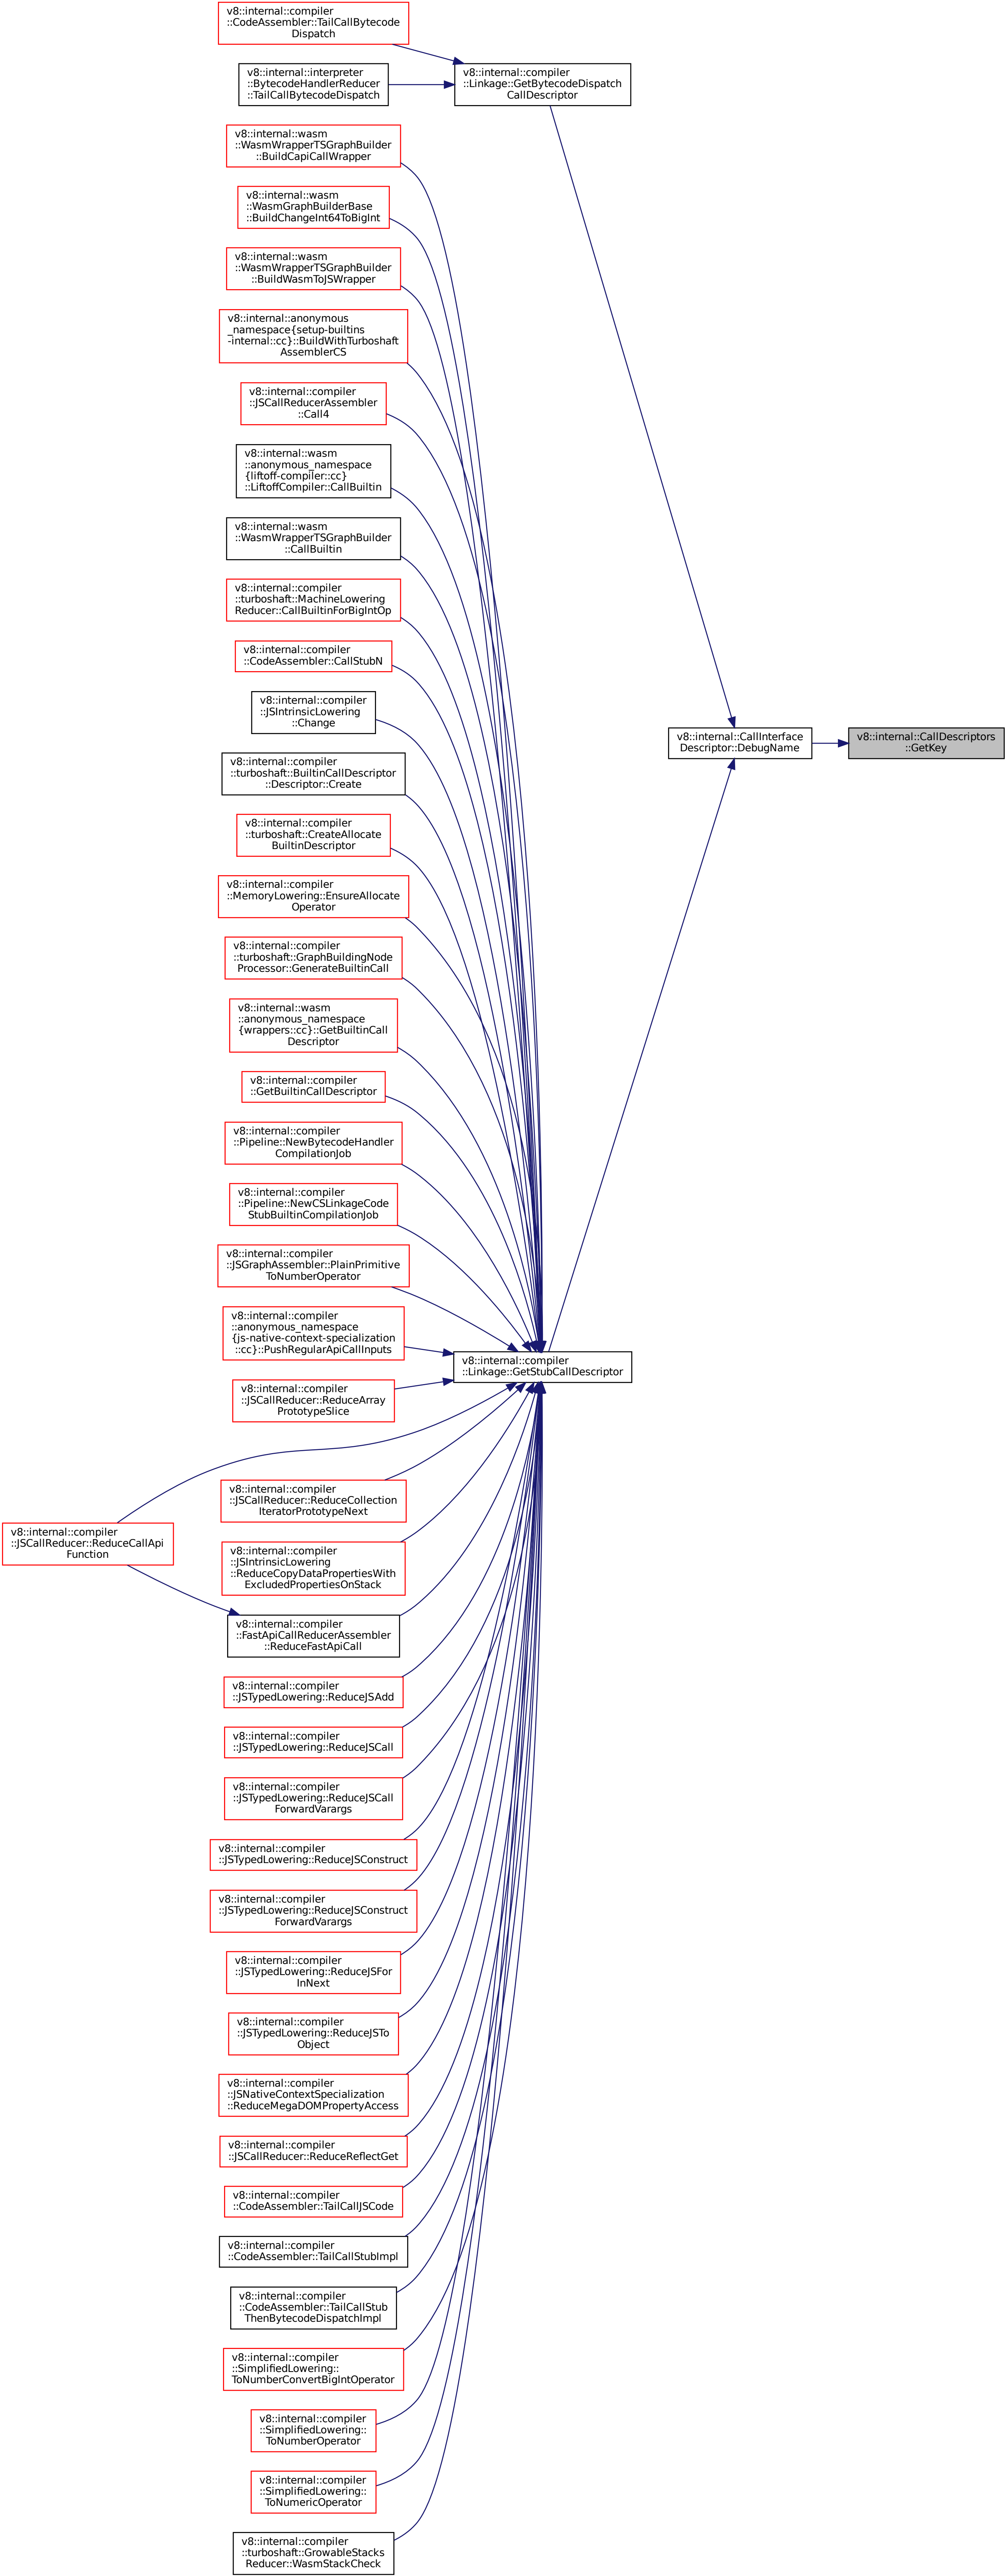 v8::internal::compiler
::CodeAssembler::TailCallBytecode
Dispatch
v8::internal::interpreter
::BytecodeHandlerReducer
::TailCallBytecodeDispatch
v8::internal::compiler
::Linkage::GetBytecodeDispatch
CallDescriptor
v8::internal::wasm
::WasmWrapperTSGraphBuilder
::BuildCapiCallWrapper
v8::internal::wasm
::WasmGraphBuilderBase
::BuildChangeInt64ToBigInt
v8::internal::wasm
::WasmWrapperTSGraphBuilder
::BuildWasmToJSWrapper
v8::internal::anonymous
_namespace{setup-builtins
-internal::cc}::BuildWithTurboshaft
AssemblerCS
v8::internal::compiler
::JSCallReducerAssembler
::Call4
v8::internal::wasm
::anonymous_namespace
{liftoff-compiler::cc}
::LiftoffCompiler::CallBuiltin
v8::internal::wasm
::WasmWrapperTSGraphBuilder
::CallBuiltin
v8::internal::compiler
::turboshaft::MachineLowering
Reducer::CallBuiltinForBigIntOp
v8::internal::compiler
::CodeAssembler::CallStubN
v8::internal::compiler
::JSIntrinsicLowering
::Change
v8::internal::CallInterface
Descriptor::DebugName
v8::internal::CallDescriptors
::GetKey
v8::internal::compiler
::turboshaft::BuiltinCallDescriptor
::Descriptor::Create
v8::internal::compiler
::turboshaft::CreateAllocate
BuiltinDescriptor
v8::internal::compiler
::MemoryLowering::EnsureAllocate
Operator
v8::internal::compiler
::turboshaft::GraphBuildingNode
Processor::GenerateBuiltinCall
v8::internal::wasm
::anonymous_namespace
{wrappers::cc}::GetBuiltinCall
Descriptor
v8::internal::compiler
::GetBuiltinCallDescriptor
v8::internal::compiler
::Pipeline::NewBytecodeHandler
CompilationJob
v8::internal::compiler
::Pipeline::NewCSLinkageCode
StubBuiltinCompilationJob
v8::internal::compiler
::JSGraphAssembler::PlainPrimitive
ToNumberOperator
v8::internal::compiler
::anonymous_namespace
{js-native-context-specialization
::cc}::PushRegularApiCallInputs
v8::internal::compiler
::Linkage::GetStubCallDescriptor
v8::internal::compiler
::JSCallReducer::ReduceArray
PrototypeSlice
v8::internal::compiler
::JSCallReducer::ReduceCollection
IteratorPrototypeNext
v8::internal::compiler
::JSCallReducer::ReduceCallApi
Function
v8::internal::compiler
::JSIntrinsicLowering
::ReduceCopyDataPropertiesWith
ExcludedPropertiesOnStack
v8::internal::compiler
::FastApiCallReducerAssembler
::ReduceFastApiCall
v8::internal::compiler
::JSTypedLowering::ReduceJSAdd
v8::internal::compiler
::JSTypedLowering::ReduceJSCall
v8::internal::compiler
::JSTypedLowering::ReduceJSCall
ForwardVarargs
v8::internal::compiler
::JSTypedLowering::ReduceJSConstruct
v8::internal::compiler
::JSTypedLowering::ReduceJSConstruct
ForwardVarargs
v8::internal::compiler
::JSTypedLowering::ReduceJSFor
InNext
v8::internal::compiler
::JSTypedLowering::ReduceJSTo
Object
v8::internal::compiler
::JSNativeContextSpecialization
::ReduceMegaDOMPropertyAccess
v8::internal::compiler
::JSCallReducer::ReduceReflectGet
v8::internal::compiler
::CodeAssembler::TailCallJSCode
v8::internal::compiler
::CodeAssembler::TailCallStubImpl
v8::internal::compiler
::CodeAssembler::TailCallStub
ThenBytecodeDispatchImpl
v8::internal::compiler
::SimplifiedLowering::
ToNumberConvertBigIntOperator
v8::internal::compiler
::SimplifiedLowering::
ToNumberOperator
v8::internal::compiler
::SimplifiedLowering::
ToNumericOperator
v8::internal::compiler
::turboshaft::GrowableStacks
Reducer::WasmStackCheck